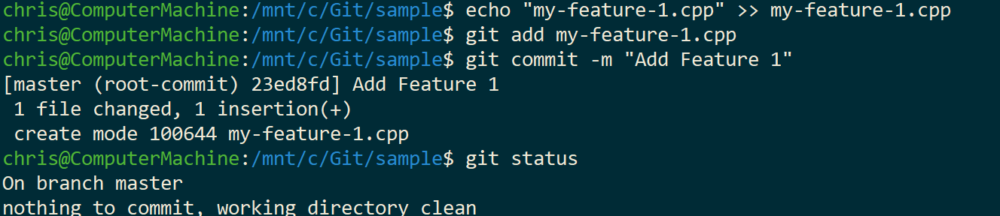 chris@ComputerMachine:/mnt/c/Git/sample$ echo "my-feature-1.cpp" >> my-feature-1.cpp
chris@ComputerMachine:/mnt/c/Git/sample$ git add my-feature-1.cpp
chris@ComputerMachine:/mnt/c/Git/sample$ git commit -m "Add Feature 1"
[master (root-commit) 23ed8fd] Add Feature 1
 1 file changed, 1 insertion(+)
 create mode 100644 my-feature-1.cpp
chris@ComputerMachine:/mnt/c/Git/sample$ git status
On branch master
nothing to commit, working directory clean